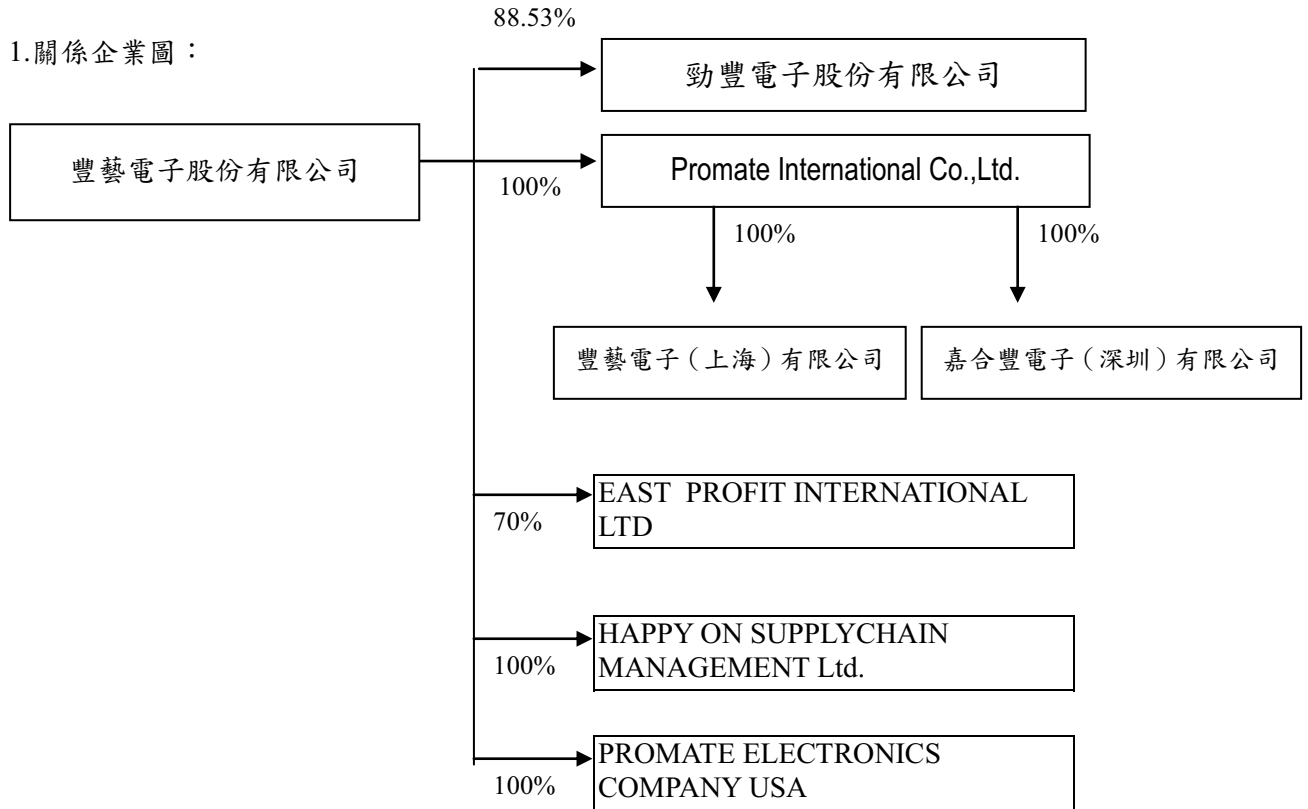 88.53%
1.關係企業圖：
勁豐電子股份有限公司
豐藝電子股份有限公司
100%
Promate International Co.,Ltd.
100%
100%
豐藝電子（上海）有限公司
嘉合豐電子（深圳）有限公司
70%
EAST PROFIT INTERNATIONAL
LTD
100%
HAPPY ON SUPPLYCHAIN
MANAGEMENT Ltd.
100%
PROMATE ELECTRONICS
COMPANY USA